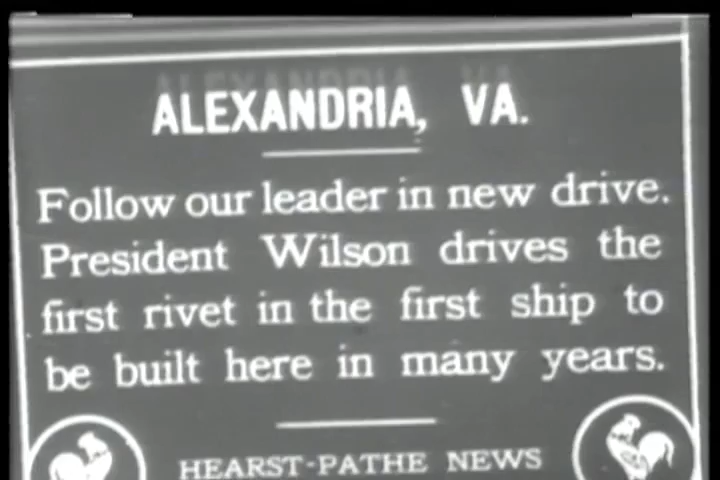 ALEXANDRIA, VA.
Follow our leader in new drive.
President Wilson drives the
first rivet in the first ship to
be built here in many years.
HEARST-PATHE NEWS